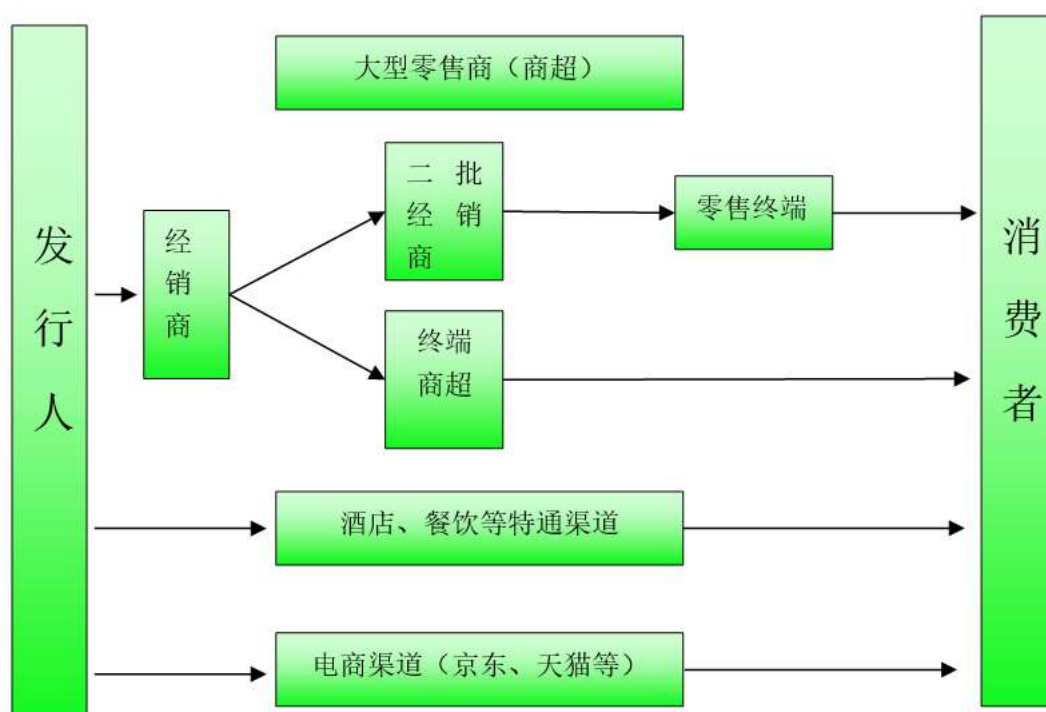 发行人
大型零售商（商超）
经销商
二批
经销
商
零售终端
终端
商超
酒店、餐饮等特通渠道
电商渠道（京东、天猫等）
消费者